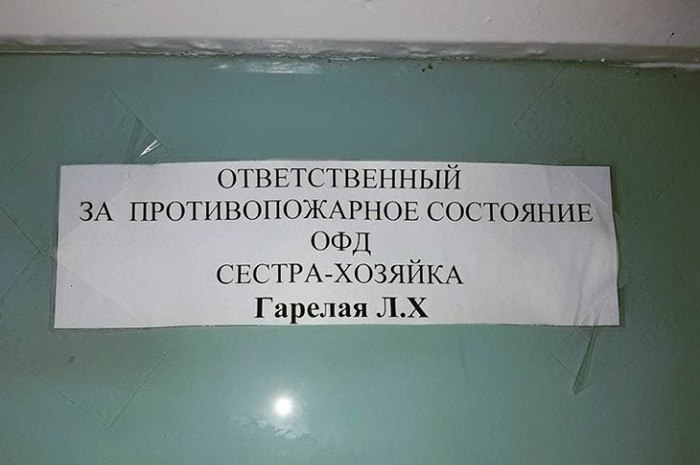 ОТВЕТСТВЕННЫЙ
ЗА ПРОТИВОПОЖАРНОЕ СОСТОЯНИЕ
ОФД
СЕСТРА-ХОЗЯЙКА
Гарелая Л.Х